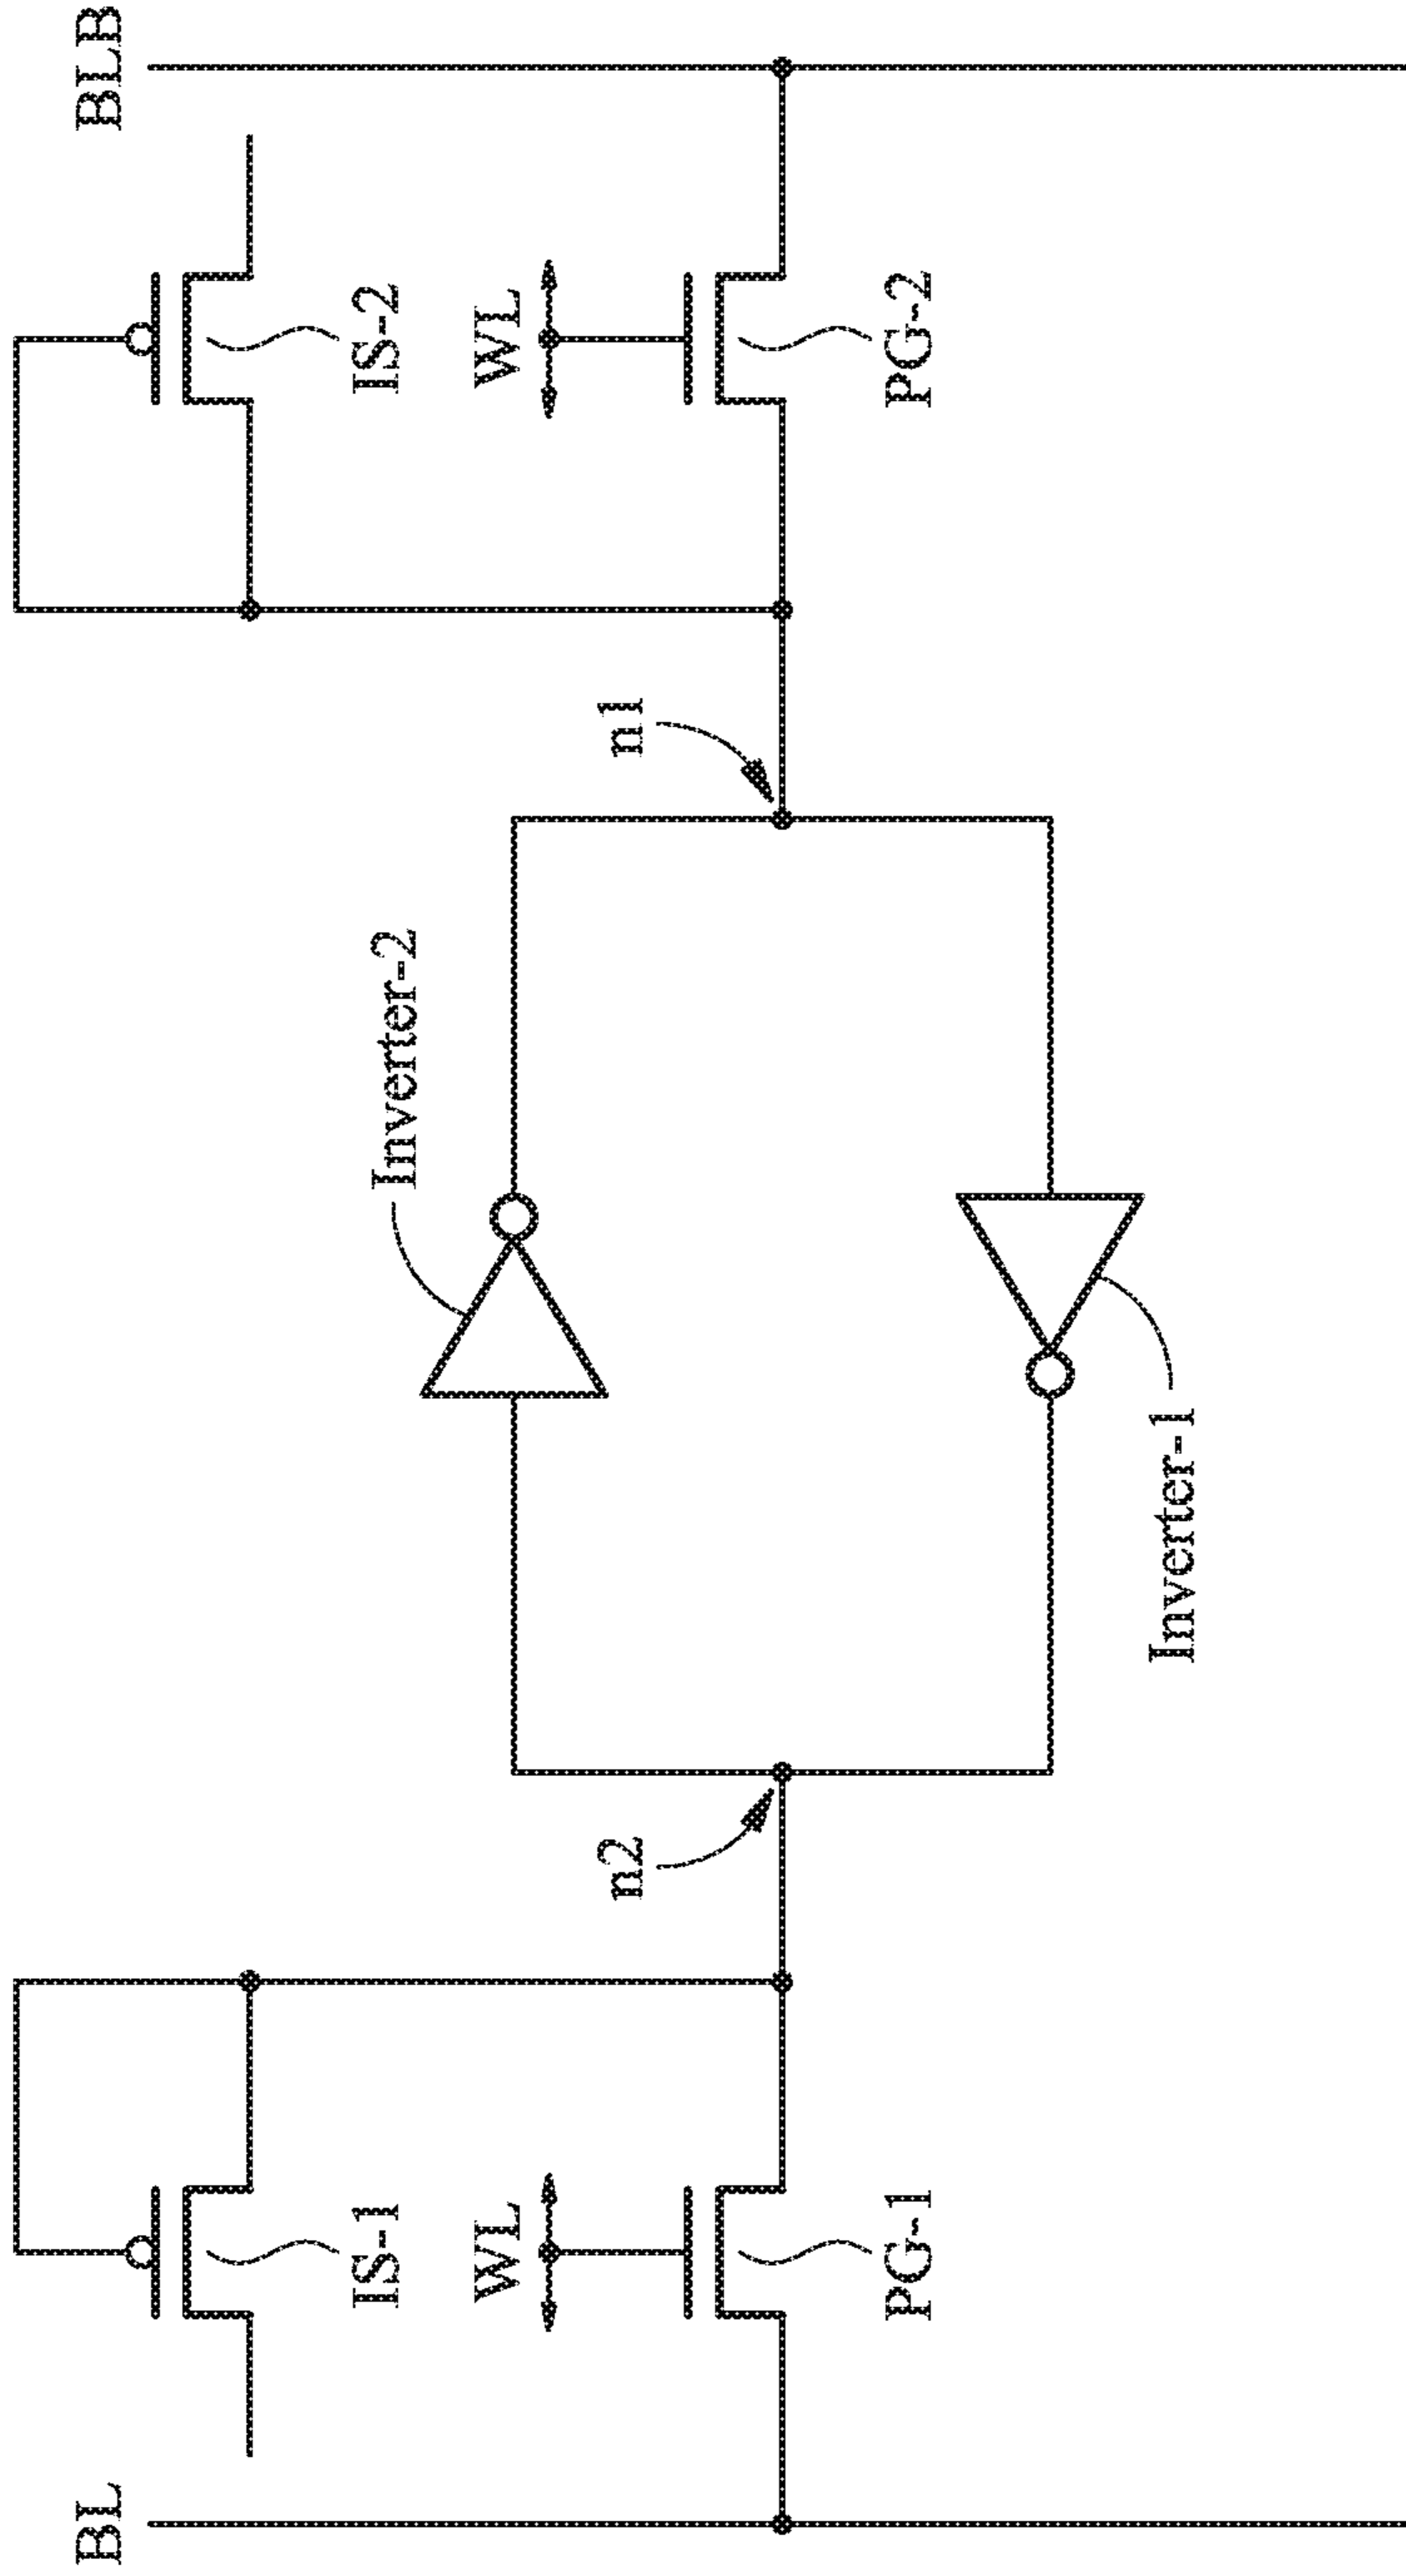 BL
BLB
IS-1
IS-2
WL
WL
PG-1
PG-2
n2
n1
Inverter-2
Inverter-1